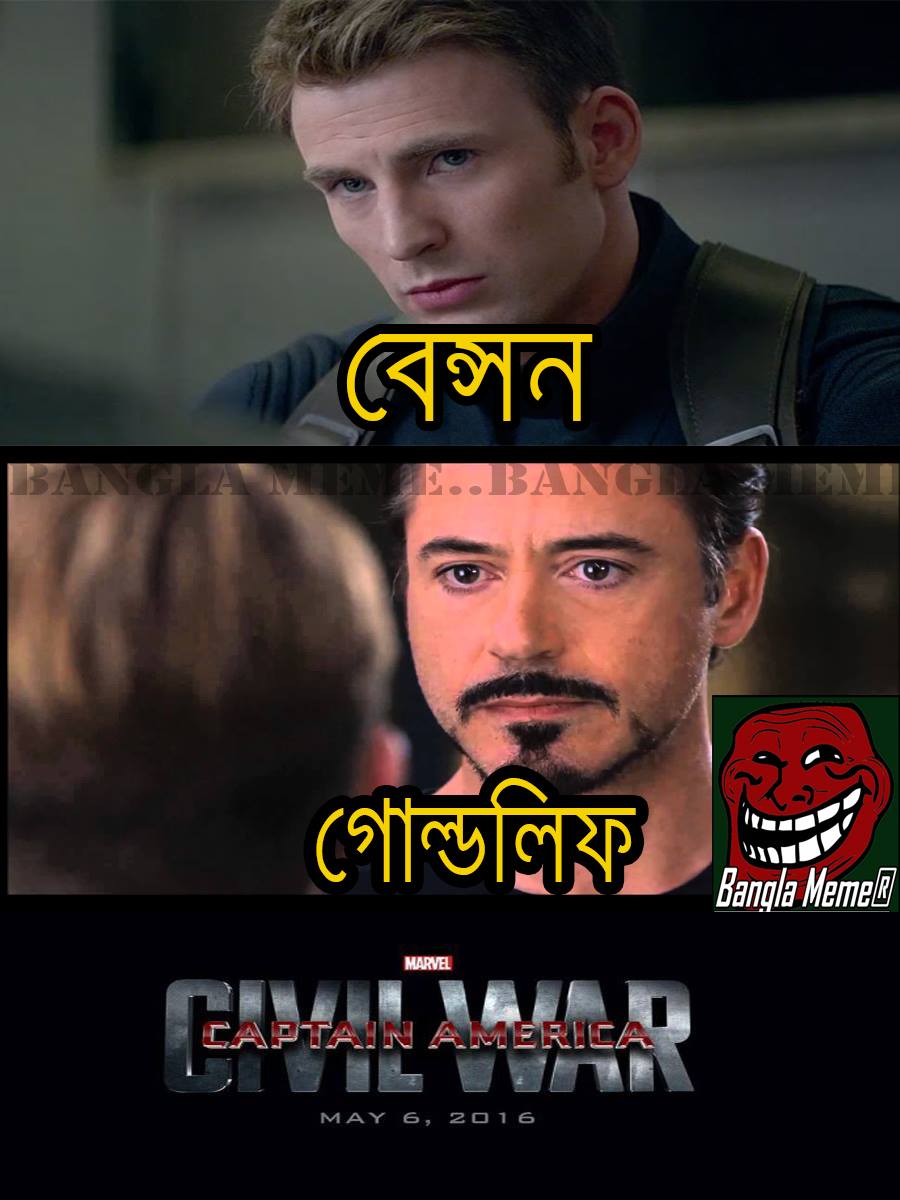 বেন্সন
BANGLA MEME..BANGLA MEME
গোল্ডলিফ
Bangla Meme®
MARVEL
CIVIL WAR
CAPTAIN AMERICA
MAY 6, 2016